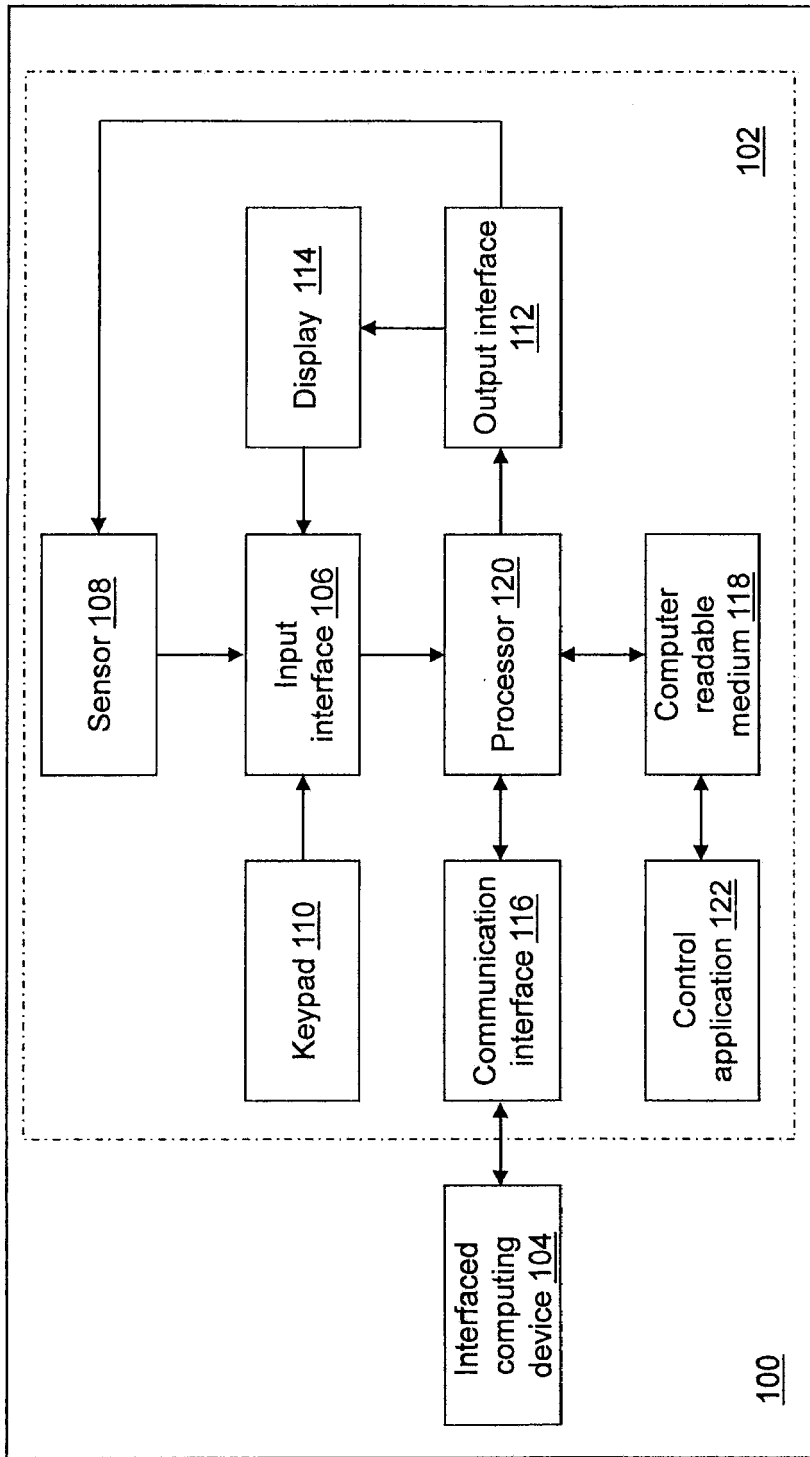 Sensor 108
Keypad 110
Input
interface 106
Display 114
Interfaced
computing
device 104
Communication
interface 116
Processor 120
Output interface
112
Control
application 122
Computer
readable
medium 118
100
102